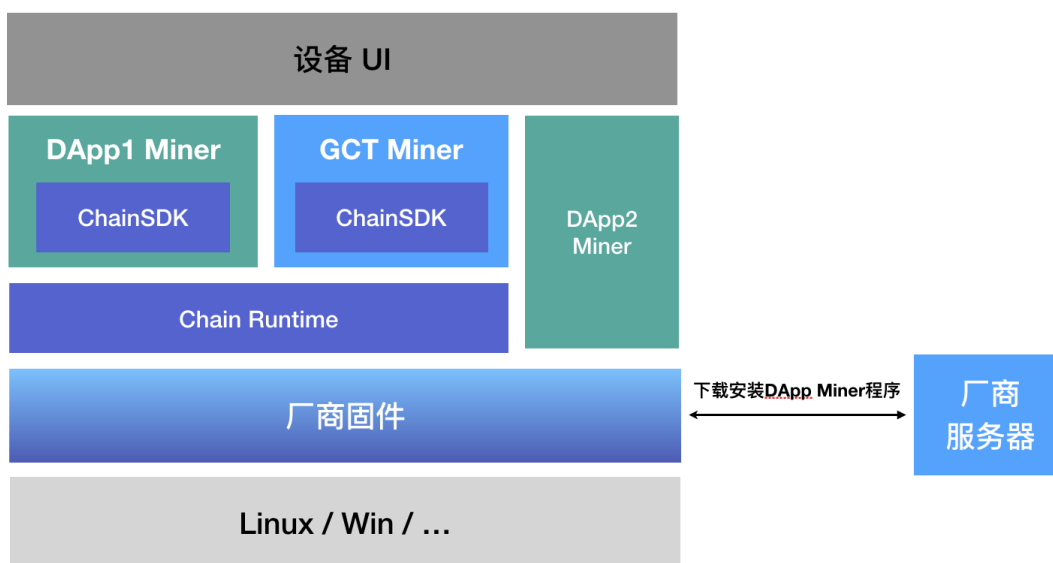 设备 UI
DApp1 Miner
GCT Miner
ChainSDK
ChainSDK
DApp2
Miner
Chain Runtime
厂商固件
下载安装DApp Miner程序
厂商
服务器
Linux / Win / …